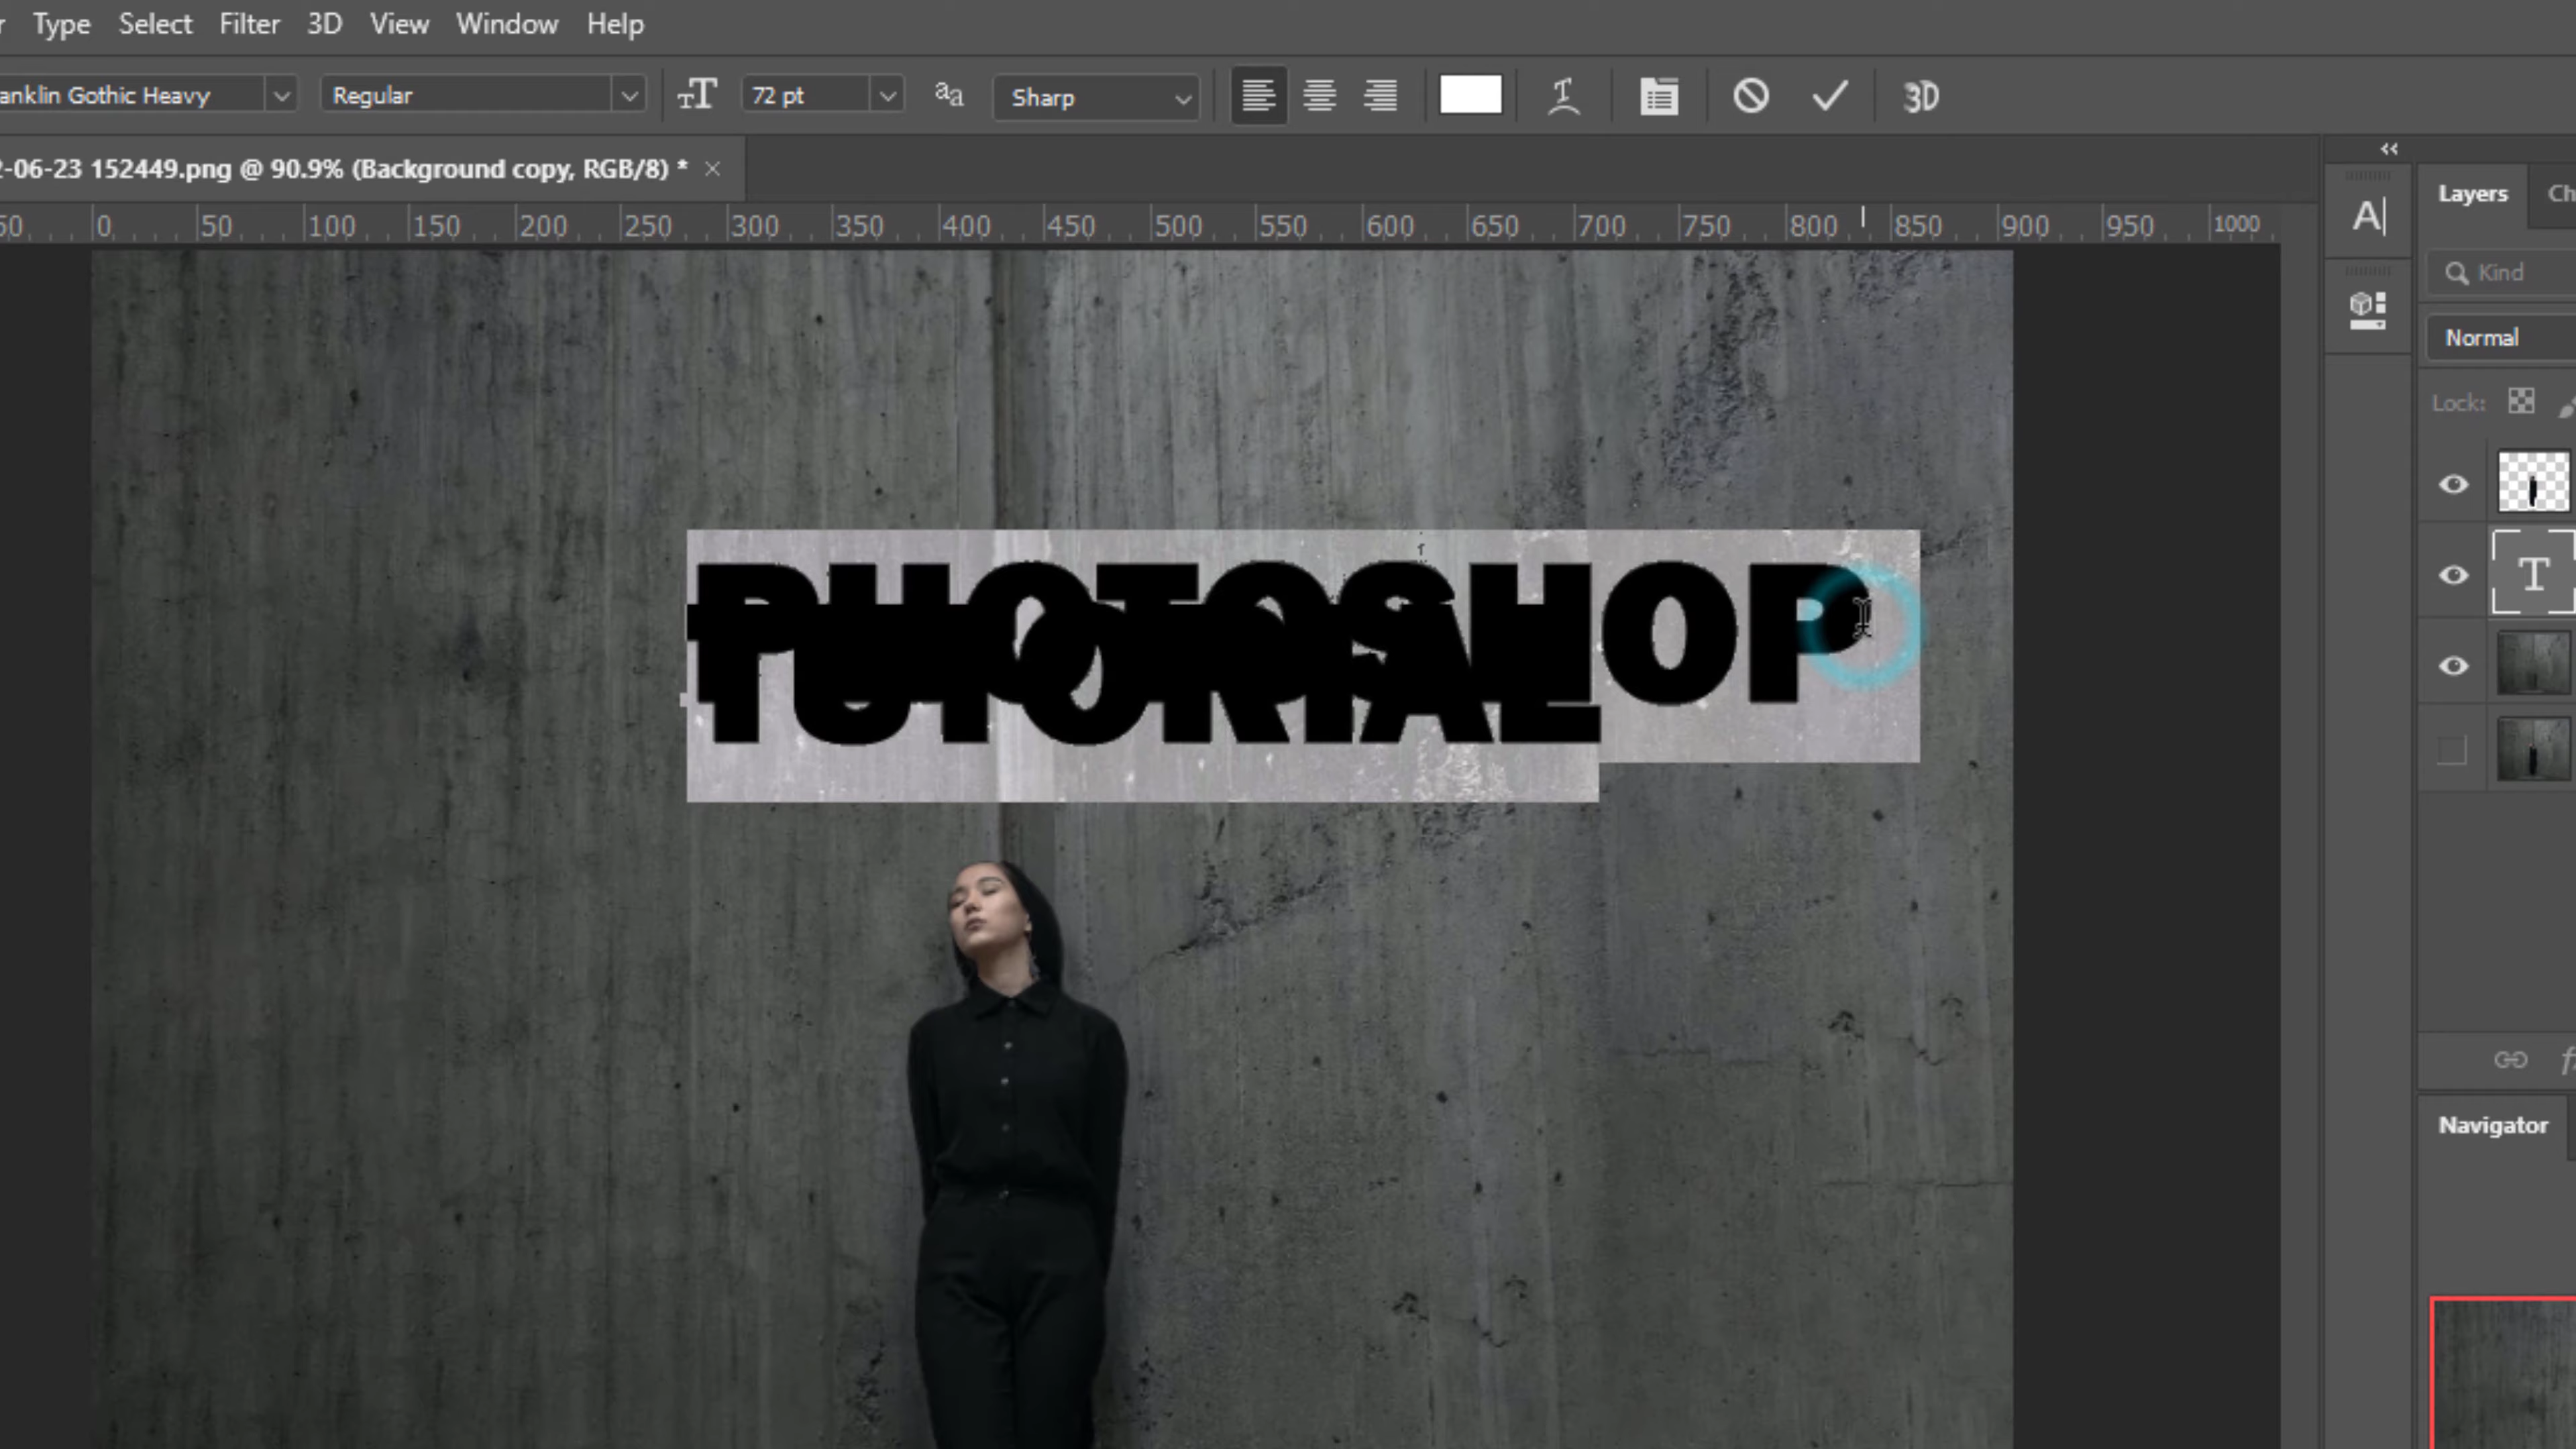 Type Select Filter 3D View Window Help
anklin Gothic Heavy Regular 72 pt Sharp 3D
2-06-23 152449.png @ 90.9% (Background copy, RGB/8) *
50 0 50 100 150 200 250 300 350 400 450 500 550 600 650 700 750 800 850 900 950 1000
Layers Ch
Kind
Normal
Lock:
PHOTOSHOP
TUTORIAL
Navigator